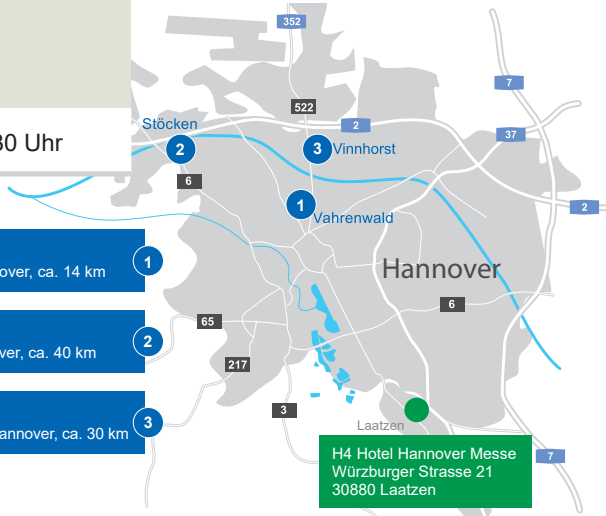 352
7
522
2
37
30 Uhr
Stöcken
2
3
Vinnhorst
6
1
Vahrenwald
2
1
over, ca. 14 km
Hannover
6
65
2
ver, ca. 40 km
217
3
3
annover, ca. 30 km
Laatzen
H4 Hotel Hannover Messe
Würzburger Strasse 21
30880 Laatzen
7